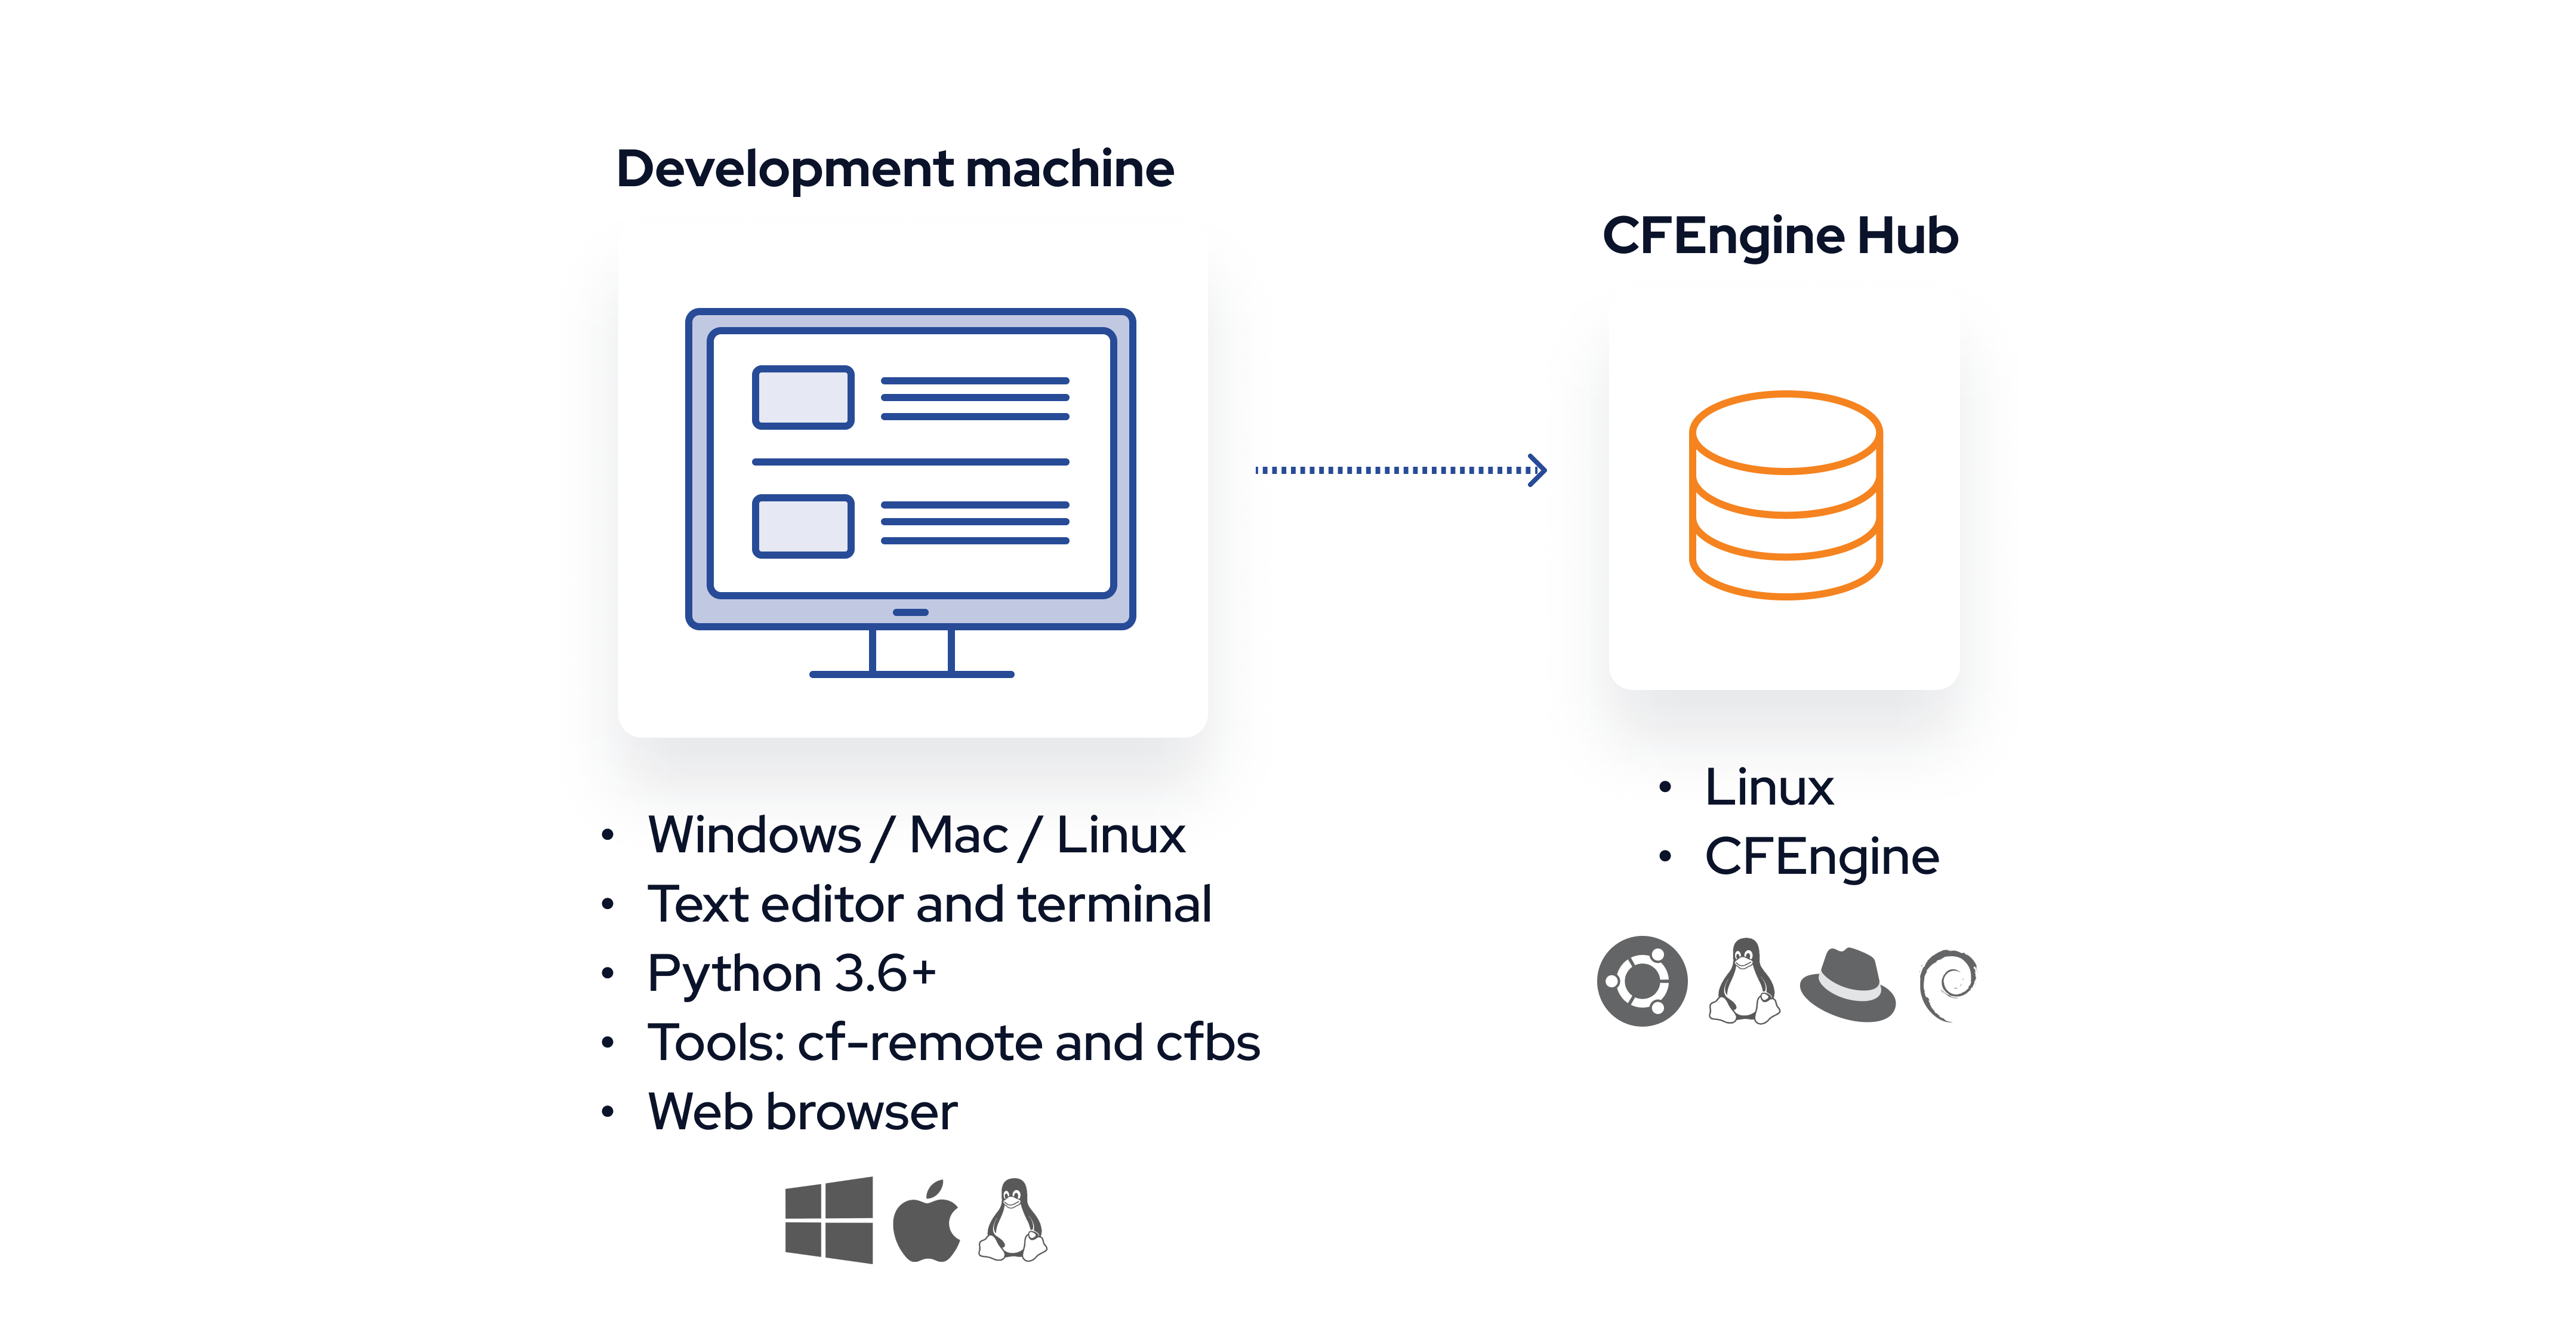 Development machine
• Windows / Mac / Linux
• Text editor and terminal
• Python 3.6+
• Tools: cf-remote and cfbs
• Web browser
CFEngine Hub
• Linux
• CFEngine